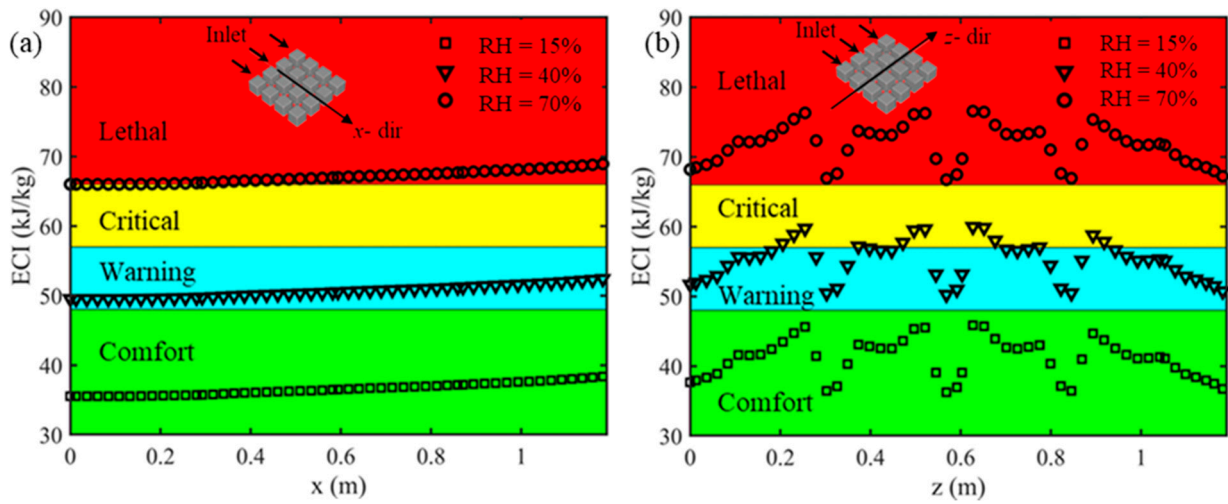 (a)
ECI (kJ/kg)
90
80
70
60
50
40
30
Inlet
x- dir
RH = 15%
RH = 40%
RH = 70%
Lethal
Critical
Warning
Comfort
0
0.2
0.4
0.6
0.8
1
x (m)
(b)
ECI (kJ/kg)
90
80
70
60
50
40
30
Inlet
z- dir
RH = 15%
RH = 40%
RH = 70%
Lethal
Critical
Warning
Comfort
0
0.2
0.4
0.6
0.8
1
z (m)